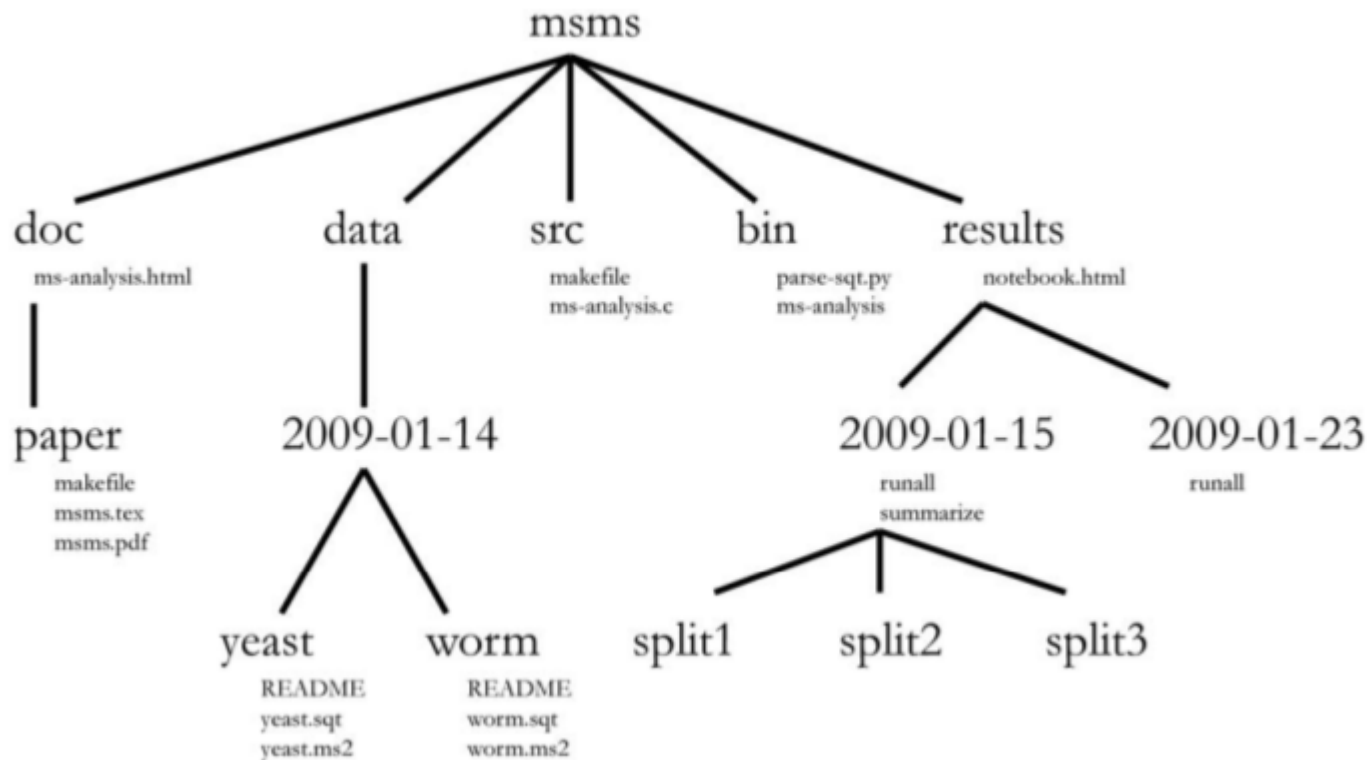 msms
doc data src bin results
ms-analysis.html makefile parse-sqt.py notebook.html
ms-analysis.c ms-analysis
paper 2009-01-14 2009-01-15 2009-01-23
makefile runall runall
msms.tex summarize
msms.pdf
yeast worm split1 split2 split3
README README
yeast.sqt worm.sqt
yeast.ms2 worm.ms2